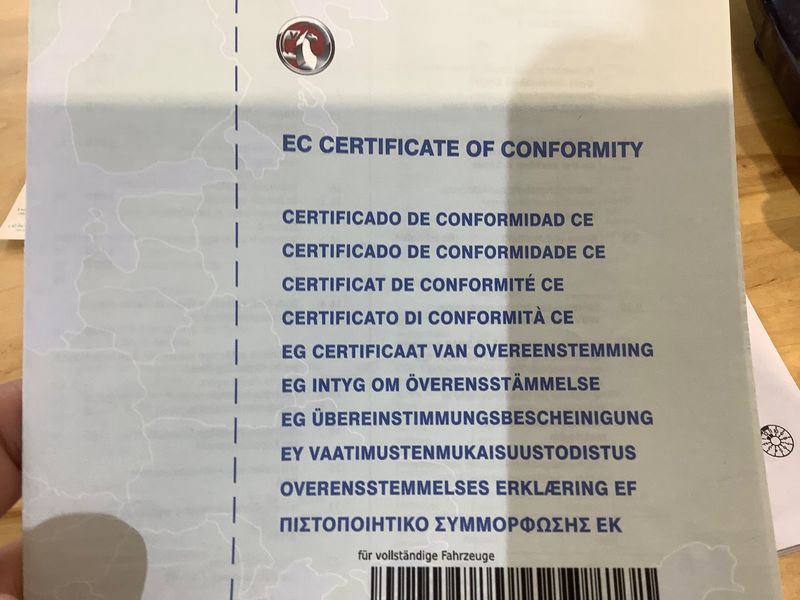 EC CERTIFICATE OF CONFORMITY
CERTIFICADO DE CONFORMIDAD CE
CERTIFICADO DE CONFORMIDADE CE
CERTIFICAT DE CONFORMITÉ CE
CERTIFICATO DI CONFORMITÀ CE
EG CERTIFICAAT VAN OVEREENSTEMMING
EG INTYG OM ÖVERENSSTÄMMELSE
EG ÜBEREINSTIMMUNGSBESCHEINIGUNG
EY VAATIMUSTENMUKAISUUSTODISTUS
OVERENSSTEMMELSES ERKLÆRING EF
ΠΙΣΤΟΠΟΙΗΤΙΚΟ ΣΥΜΜΟΡΦΩΣΗΣ ΕΚ
für vollständige Fahrzeuge